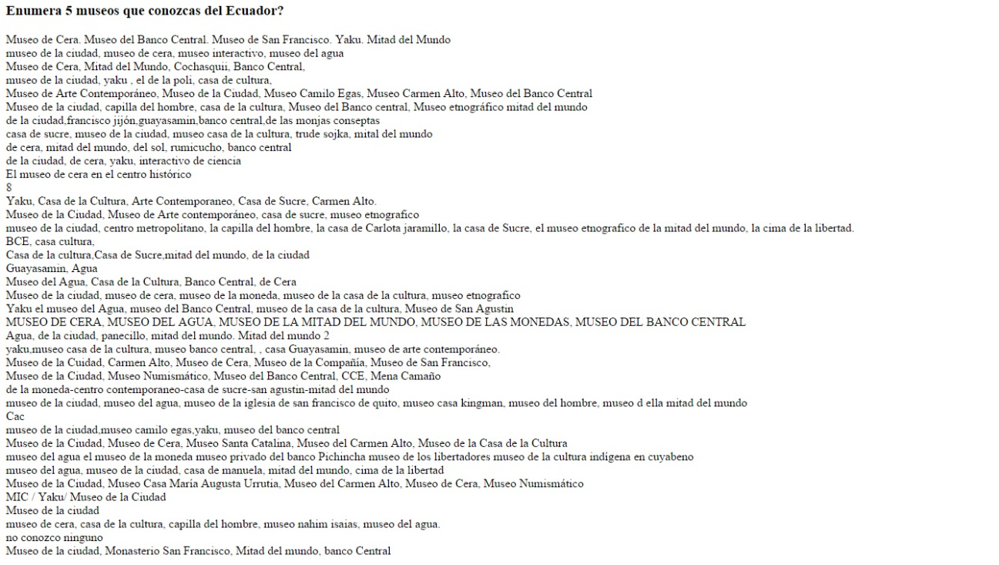 Enumera 5 museos que conozcas del Ecuador?
Museo de Cera. Museo del Banco Central. Museo de San Francisco. Yaku. Mitad del Mundo
museo de la ciudad, museo de cera, museo interactivo, museo del agua
Museo de Cera, Mitad del Mundo, Cochasquii, Banco Central,
museo de la ciudad, yaku , el de la poli, casa de cultura,
Museo de Arte Contemporáneo, Museo de la Ciudad, Museo Camilo Egas, Museo Carmen Alto, Museo del Banco Central
Museo de la ciudad, capilla del hombre, casa de la cultura, Museo del Banco central, Museo etnográfico mitad del mundo
de la ciudad,francisco jijón,guayasamin,banco central,de las monjas conseptas
casa de sucre, museo de la ciudad, museo casa de la cultura, trude sojka, mital del mundo
de cera, mitad del mundo, del sol, rumicucho, banco central
de la ciudad, de cera, yaku, interactivo de ciencia
El museo de cera en el centro histórico
8
Yaku, Casa de la Cultura, Arte Contemporaneo, Casa de Sucre, Carmen Alto.
Museo de la Ciudad, Museo de Arte contemporáneo, casa de sucre, museo etnografico
museo de la ciudad, centro metropolitano, la capilla del hombre, la casa de Carlota jaramillo, la casa de Sucre, el museo etnografico de la mitad del mundo, la cima de la libertad.
BCE, casa cultura,
Casa de la cultura,Casa de Sucre,mitad del mundo, de la ciudad
Guayasamin, Agua
Museo del Agua, Casa de la Cultura, Banco Central, de Cera
Museo de la ciudad, museo de cera, museo de la moneda, museo de la casa de la cultura, museo etnografico
Yaku el museo del Agua, museo del Banco Central, museo de la casa de la cultura, Museo de San Agustin
MUSEO DE CERA, MUSEO DEL AGUA, MUSEO DE LA MITAD DEL MUNDO, MUSEO DE LAS MONEDAS, MUSEO DEL BANCO CENTRAL
Agua, de la ciudad, panecillo, mitad del mundo. Mitad del mundo 2
yaku,museo casa de la cultura, museo banco central, , casa Guayasamin, museo de arte contemporáneo.
Museo de la Cuidad, Carmen Alto, Museo de Cera, Museo de la Compañía, Museo de San Francisco,
Museo de la Ciudad, Museo Numismático, Museo del Banco Central, CCE, Mena Camaño
de la moneda-centro contemporaneo-casa de sucre-san agustin-mitad del mundo
museo de la ciudad, museo del agua, museo de la iglesia de san francisco de quito, museo casa kingman, museo del hombre, museo d ella mitad del mundo
Cac
museo de la ciudad,museo camilo egas,yaku, museo del banco central
Museo de la Ciudad, Museo de Cera, Museo Santa Catalina, Museo del Carmen Alto, Museo de la Casa de la Cultura
museo del agua el museo de la moneda museo privado del banco Pichincha museo de los libertadores museo de la cultura indígena en cuyabeno
museo del agua, museo de la ciudad, casa de manuela, mitad del mundo, cima de la libertad
Museo de la Ciudad, Museo Casa María Augusta Urrutia, Museo del Carmen Alto, Museo de Cera, Museo Numismático
MIC / Yaku/ Museo de la Ciudad
Museo de la ciudad
museo de cera, casa de la cultura, capilla del hombre, museo nahim isaias, museo del agua.
no conozco ninguno
Museo de la ciudad, Monasterio San Francisco, Mitad del mundo, banco Central